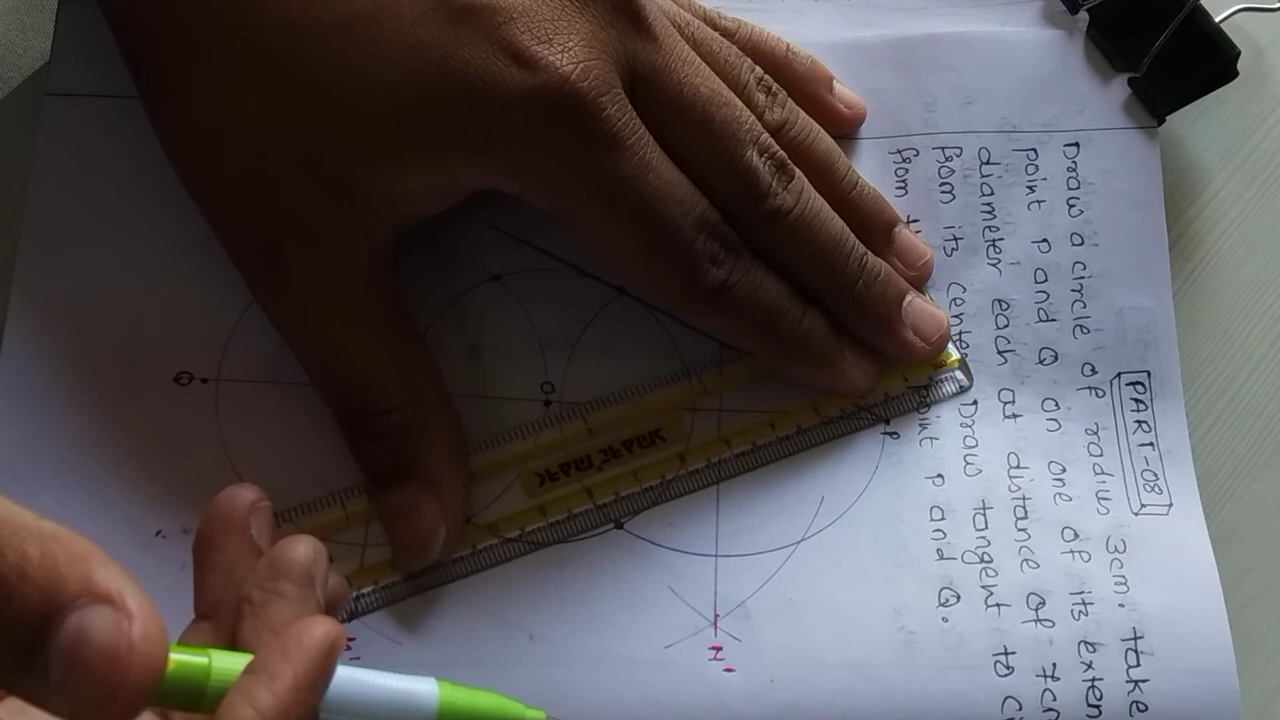 PART-08
Draw a circle of radius 3cm. take
point p and Q on one of its exten
diameter each at distance of 7cm
from its center Draw tangent to ci
from point p and Q.
Q
O
P
M'
N'